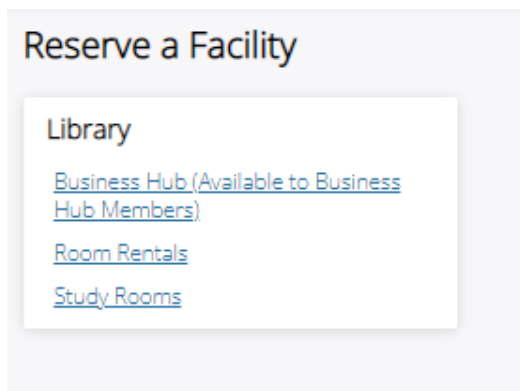 Reserve a Facility
Library
Business Hub (Available to Business
Hub Members)
Room Rentals
Study Rooms